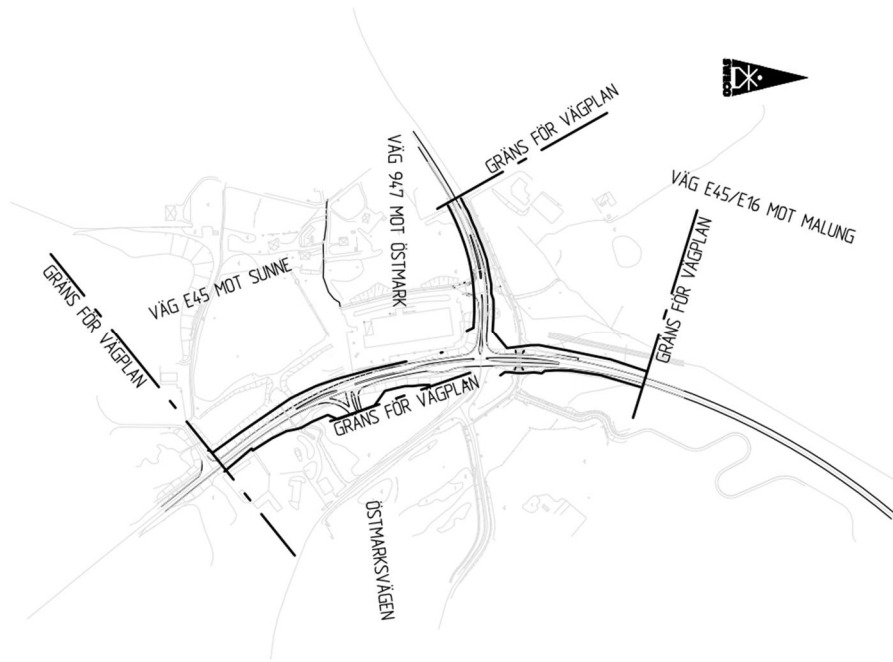 SWECO
GRÄNS FÖR VÄGPLAN
VÄG 947 MOT ÖSTMARK
VÄG E45/E16 MOT MALUNG
GRÄNS FÖR VÄGPLAN
VÄG E45 MOT SUNNE
GRÄNS FÖR VÄGPLAN
GRÄNS FÖR VÄGPLAN
ÖSTMARKSVÄGEN